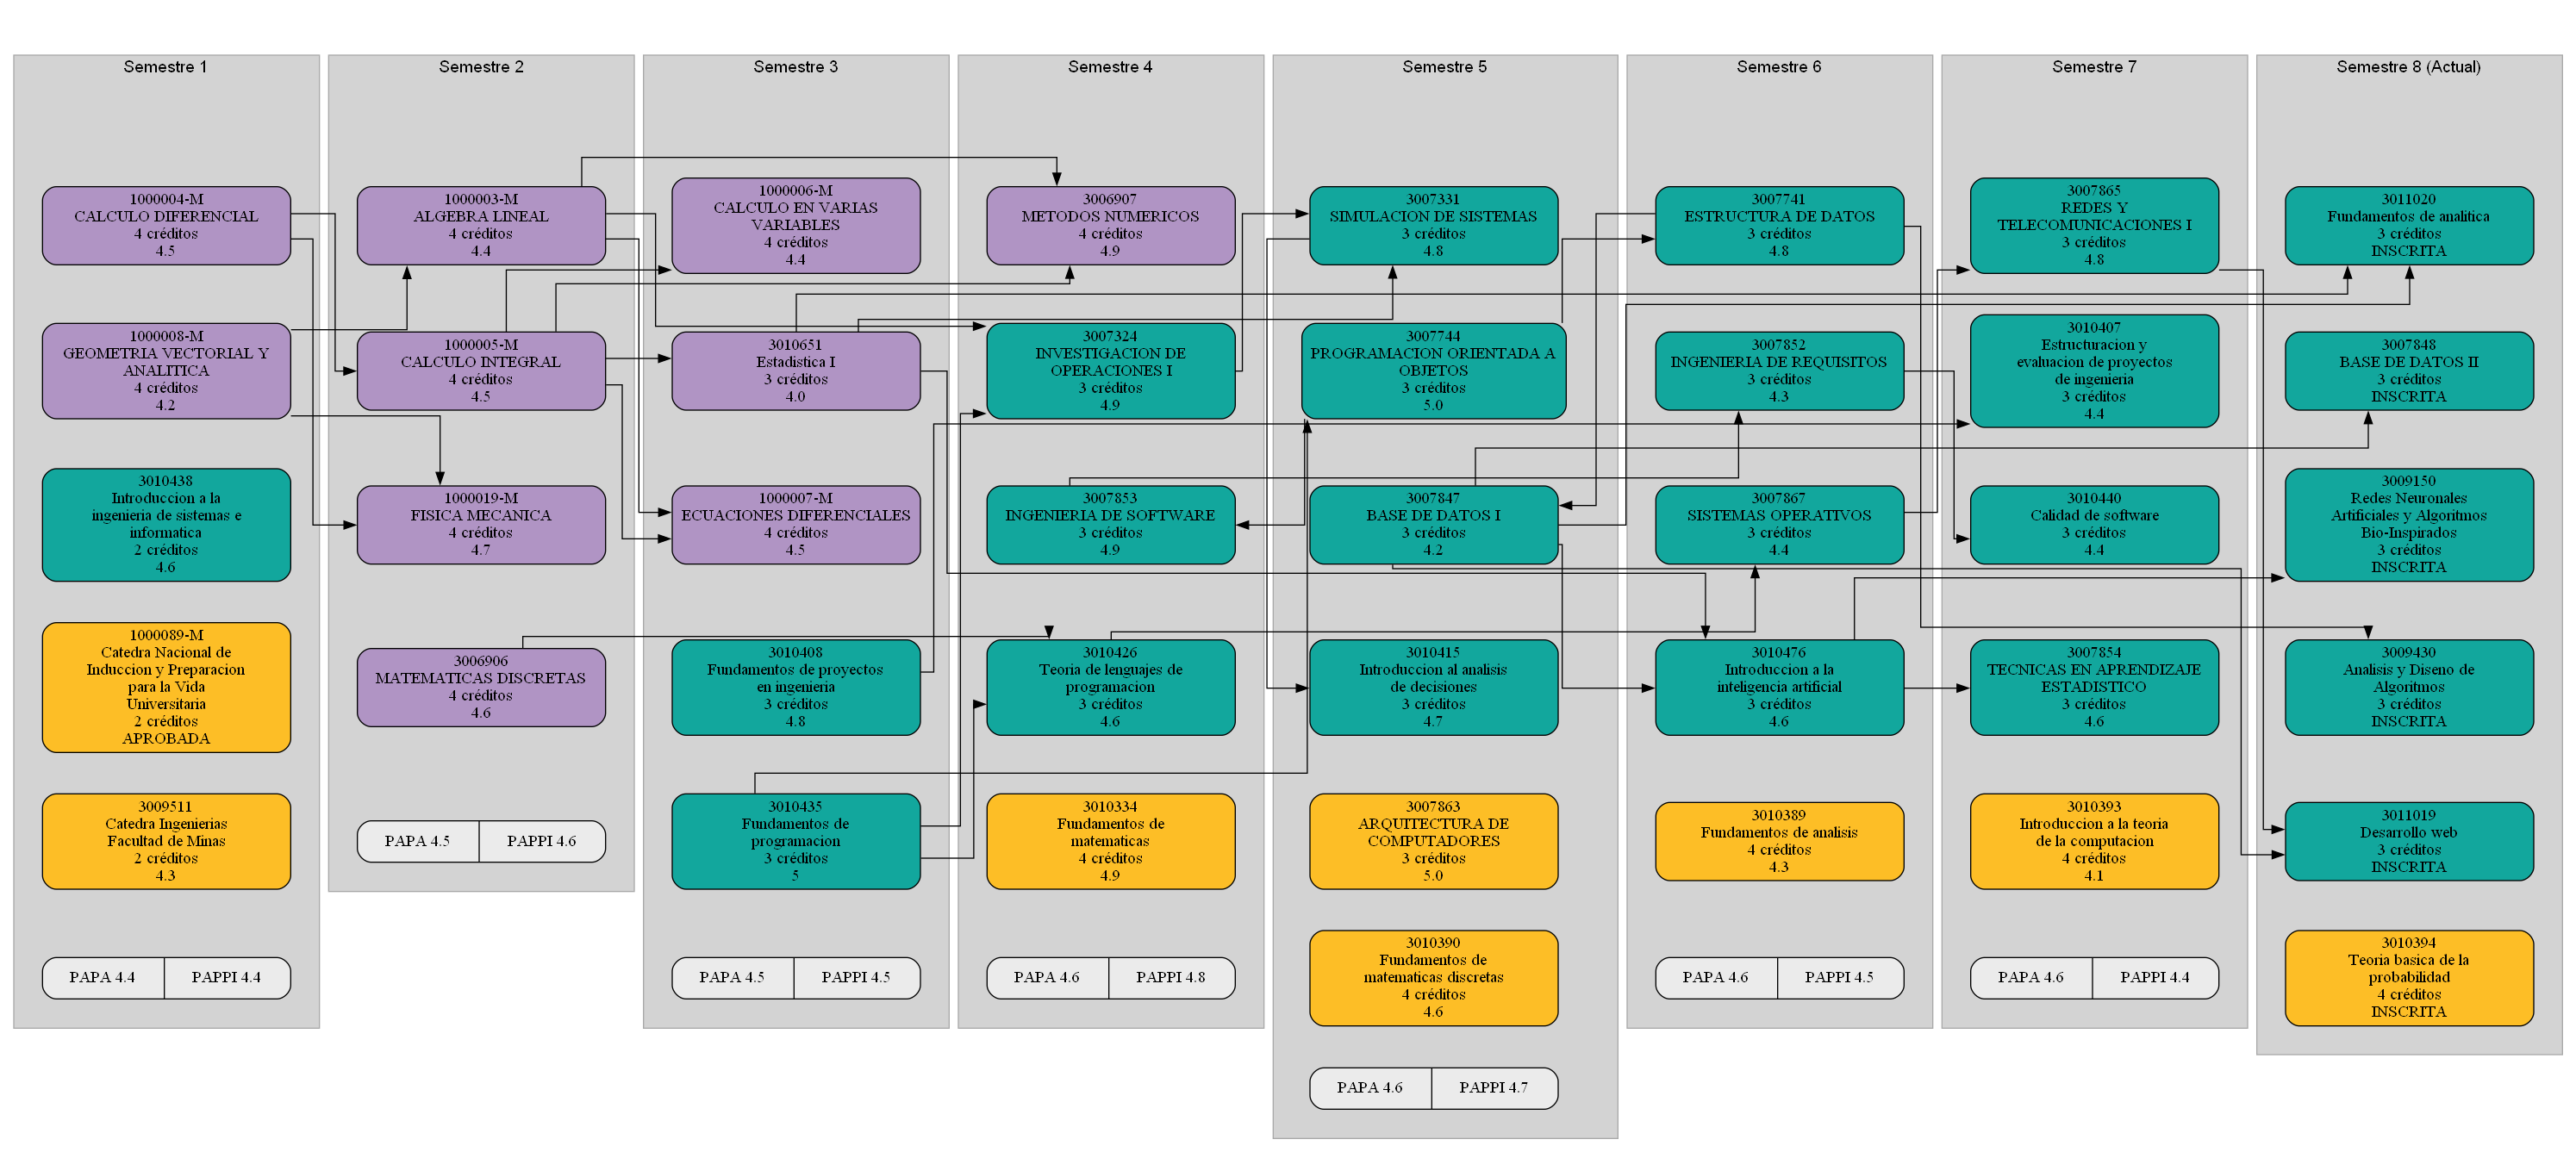 Semestre 1
1000004-M
CALCULO DIFERENCIAL
4 créditos
4.5
1000008-M
GEOMETRIA VECTORIAL Y
ANALITICA
4 créditos
4.2
3010438
Introduccion a la
ingenieria de sistemas e
informatica
2 créditos
4.6
1000089-M
Catedra Nacional de
Induccion y Preparacion
para la Vida
Universitaria
2 créditos
APROBADA
3009511
Catedra Ingenierias
Facultad de Minas
2 créditos
4.3
PAPA 4.4 PAPPI 4.4
Semestre 2
1000003-M
ALGEBRA LINEAL
4 créditos
4.4
1000005-M
CALCULO INTEGRAL
4 créditos
4.5
1000019-M
FISICA MECANICA
4 créditos
4.7
3006906
MATEMATICAS DISCRETAS
4 créditos
4.6
PAPA 4.5 PAPPI 4.6
Semestre 3
1000006-M
CALCULO EN VARIAS
VARIABLES
4 créditos
4.4
3010651
Estadistica I
3 créditos
4.0
1000007-M
ECUACIONES DIFERENCIALES
4 créditos
4.5
3010408
Fundamentos de proyectos
en ingenieria
3 créditos
4.8
3010435
Fundamentos de
programacion
3 créditos
5
PAPA 4.5 PAPPI 4.5
Semestre 4
3006907
METODOS NUMERICOS
4 créditos
4.9
3007324
INVESTIGACION DE
OPERACIONES I
3 créditos
4.9
3007853
INGENIERIA DE SOFTWARE
3 créditos
4.9
3010426
Teoria de lenguajes de
programacion
3 créditos
4.6
3010334
Fundamentos de
matematicas
4 créditos
4.9
PAPA 4.6 PAPPI 4.8
Semestre 5
3007331
SIMULACION DE SISTEMAS
3 créditos
4.8
3007744
PROGRAMACION ORIENTADA A
OBJETOS
3 créditos
5.0
3007847
BASE DE DATOS I
3 créditos
4.2
3010415
Introduccion al analisis
de decisiones
3 créditos
4.7
3007863
ARQUITECTURA DE
COMPUTADORES
3 créditos
5.0
3010390
Fundamentos de
matematicas discretas
4 créditos
4.6
PAPA 4.6 PAPPI 4.7
Semestre 6
3007741
ESTRUCTURA DE DATOS
3 créditos
4.8
3007852
INGENIERIA DE REQUISITOS
3 créditos
4.3
3007867
SISTEMAS OPERATIVOS
3 créditos
4.4
3010476
Introduccion a la
inteligencia artificial
3 créditos
4.6
3010389
Fundamentos de analisis
4 créditos
4.3
PAPA 4.6 PAPPI 4.5
Semestre 7
3007865
REDES Y
TELECOMUNICACIONES I
3 créditos
4.8
3010407
Estructuracion y
evaluacion de proyectos
de ingenieria
3 créditos
4.4
3010440
Calidad de software
3 créditos
4.4
3007854
TECNICAS EN APRENDIZAJE
ESTADISTICO
3 créditos
4.6
3010393
Introduccion a la teoria
de la computacion
4 créditos
4.1
PAPA 4.6 PAPPI 4.4
Semestre 8 (Actual)
3011020
Fundamentos de analitica
3 créditos
INSCRITA
3007848
BASE DE DATOS II
3 créditos
INSCRITA
3009150
Redes Neuronales
Artificiales y Algoritmos
Bio-Inspirados
3 créditos
INSCRITA
3009430
Analisis y Diseno de
Algoritmos
3 créditos
INSCRITA
3011019
Desarrollo web
3 créditos
INSCRITA
3010394
Teoria basica de la
probabilidad
4 créditos
INSCRITA